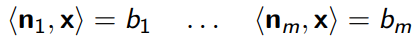 ⟨n₁, x⟩ = b₁ … ⟨nₘ, x⟩ = bₘ